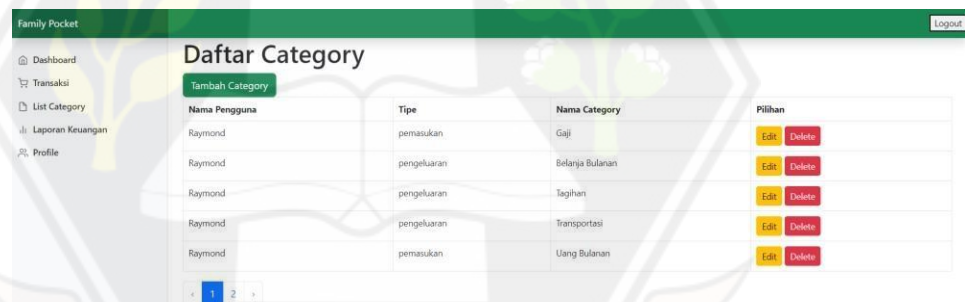 Family Pocket
Logout
Dashboard
Transaksi
List Category
Laporan Keuangan
Profile
Daftar Category
Tambah Category
Nama Pengguna Tipe Nama Category Pilihan
Raymond pemasukan Gaji Edit Delete
Raymond pengeluaran Belanja Bulanan Edit Delete
Raymond pengeluaran Tagihan Edit Delete
Raymond pengeluaran Transportasi Edit Delete
Raymond pemasukan Uang Bulanan Edit Delete
‹ 1 2 ›